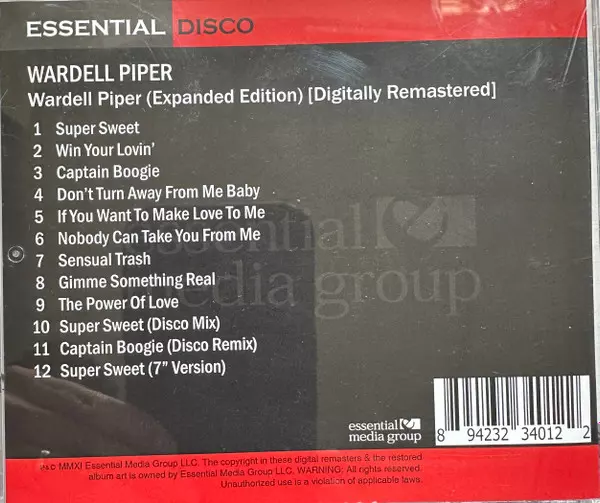 ESSENTIAL DISCO
WARDELL PIPER
Wardell Piper (Expanded Edition) [Digitally Remastered]
1 Super Sweet
2 Win Your Lovin'
3 Captain Boogie
4 Don't Turn Away From Me Baby
5 If You Want To Make Love To Me
6 Nobody Can Take You From Me
7 Sensual Trash
8 Gimme Something Real
9 The Power Of Love
10 Super Sweet (Disco Mix)
11 Captain Boogie (Disco Remix)
12 Super Sweet (7" Version)
essential
media group
essential
media group
8 94232 34012 2
℗© MMXI Essential Media Group LLC. The copyright in these digital remasters & the restored
album art is owned by Essential Media Group LLC. WARNING: All rights reserved.
Unauthorized use is a violation of applicable laws.